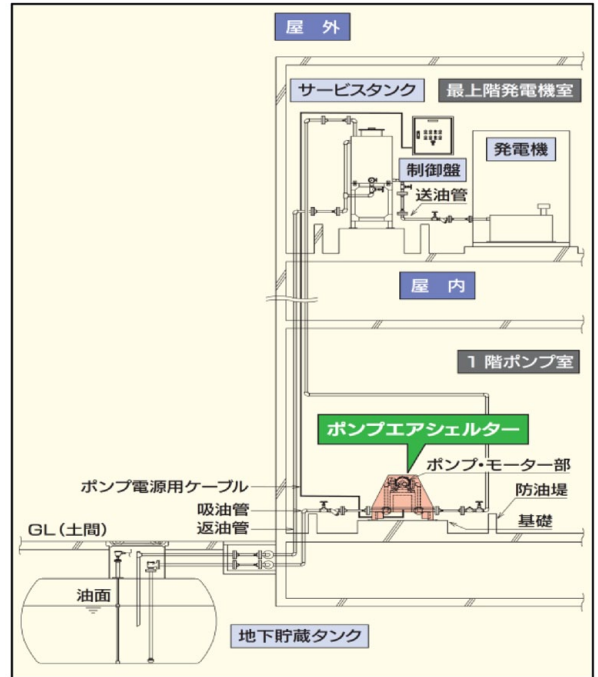 屋 外
サービスタンク
最上階発電機室
発電機
制御盤
送油管
屋 内
1階ポンプ室
ポンプエアシェルター
ポンプ・モーター部
ポンプ電源用ケーブル
防油堤
吸油管
基礎
返油管
GL（土間）
油面
地下貯蔵タンク